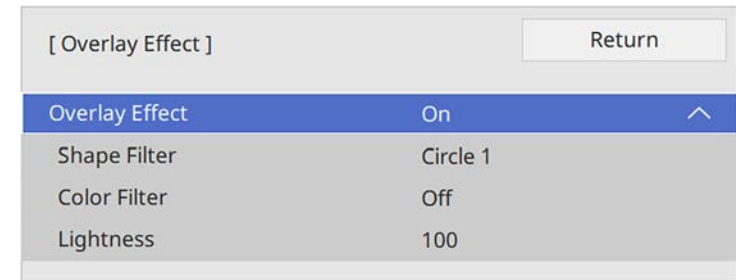 [ Overlay Effect ] Return
Overlay Effect On
Shape Filter Circle 1
Color Filter Off
Lightness 100